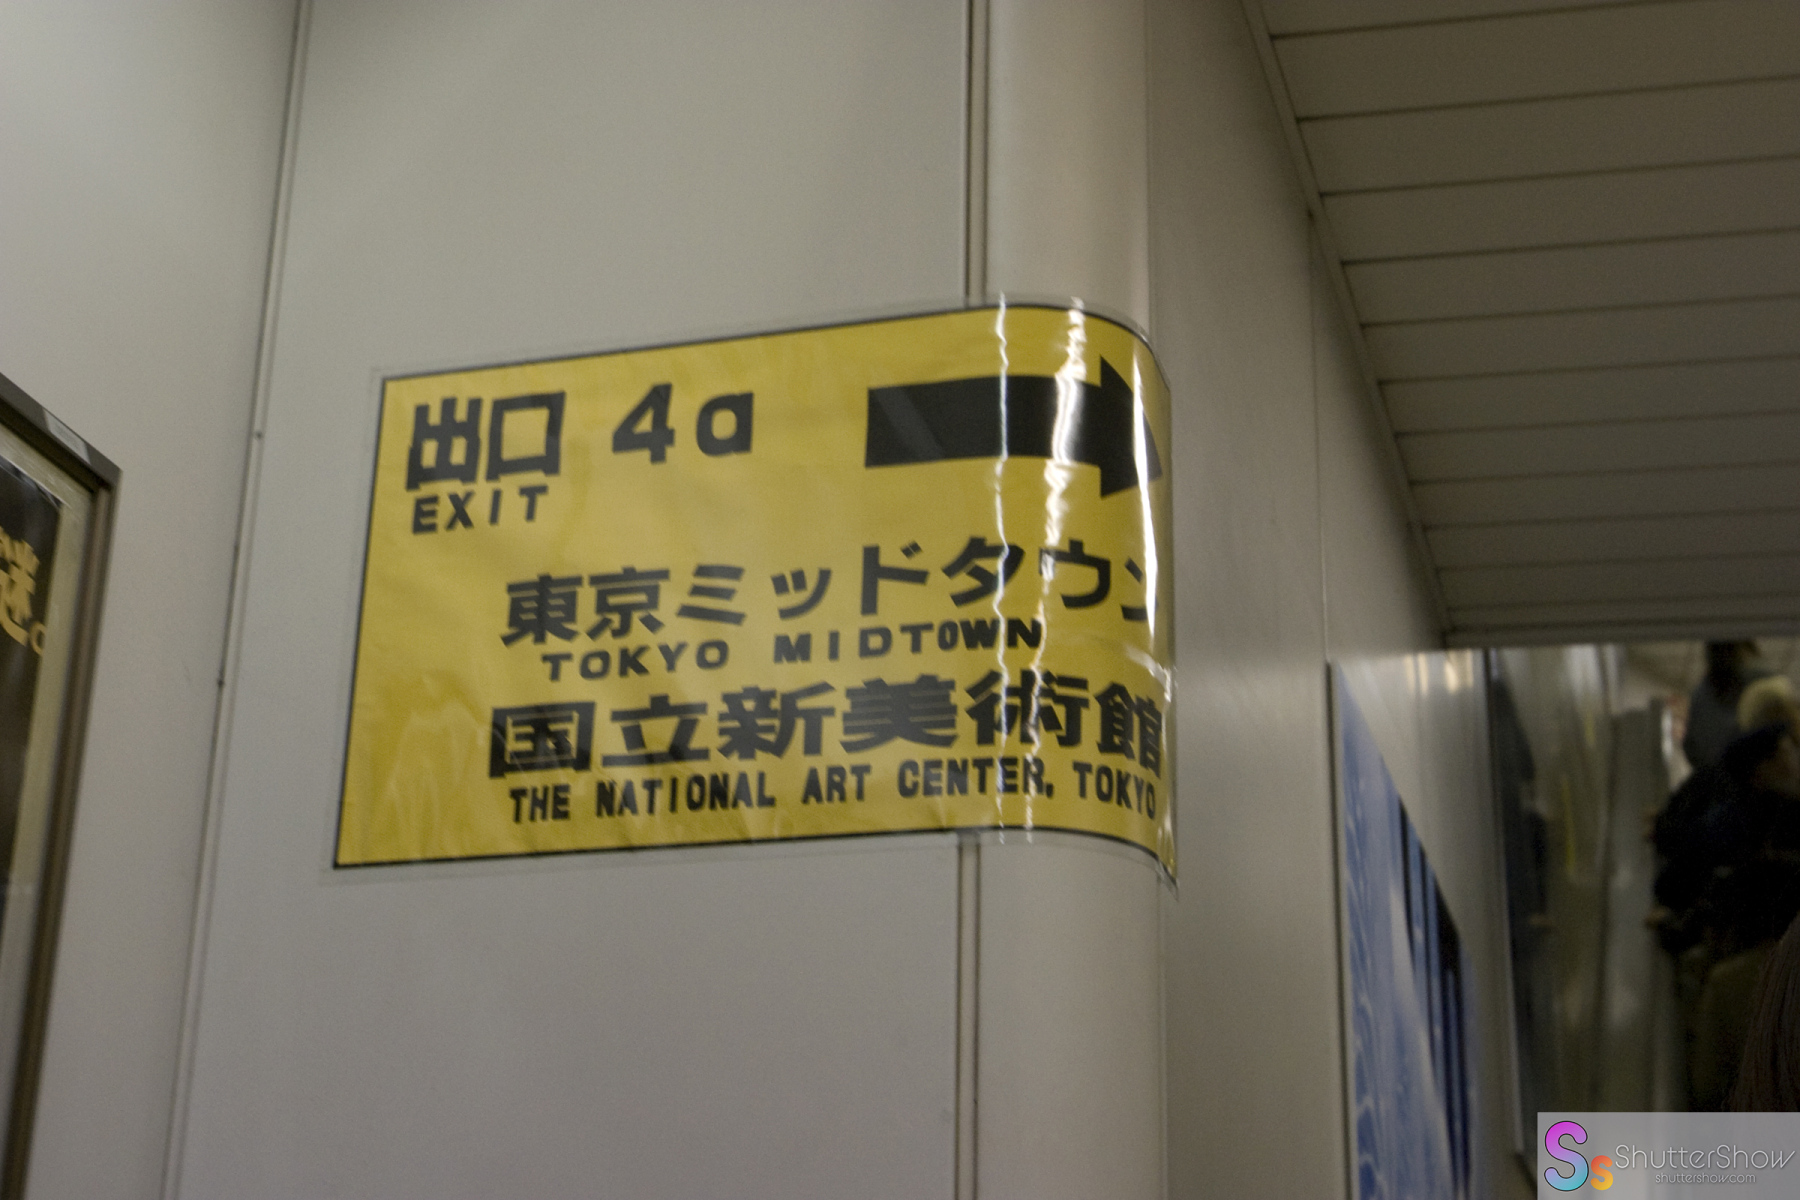 出口 4a
EXIT
東京ミッドタウン
TOKYO MIDTOWN
国立新美術館
THE NATIONAL ART CENTER, TOKYO
ShutterShow
shuttershow.com